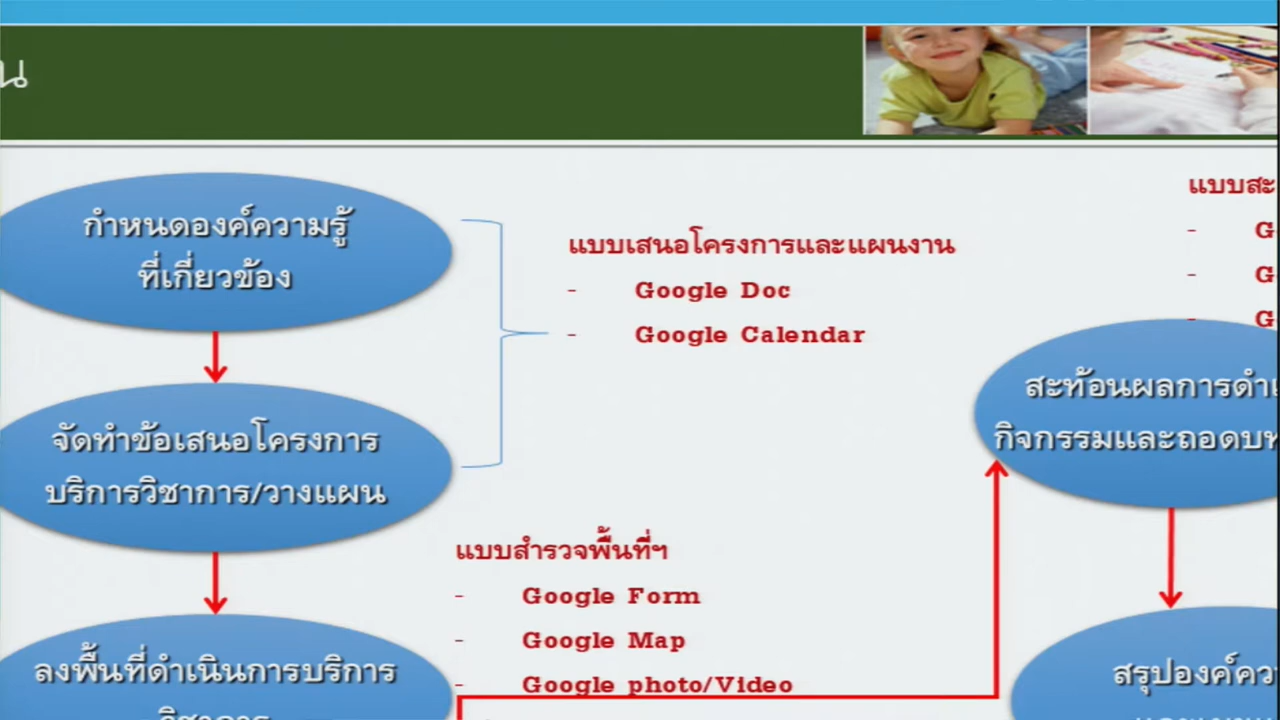 น
กำหนดองค์ความรู้
ที่เกี่ยวข้อง
จัดทำข้อเสนอโครงการ
บริการวิชาการ/วางแผน
ลงพื้นที่ดำเนินการบริการ
วิชาการ
แบบเสนอโครงการและแผนงาน
- Google Doc
- Google Calendar
แบบสำรวจพื้นที่ฯ
- Google Form
- Google Map
- Google photo/Video
แบบสะ
- G
- G
- G
สะท้อนผลการดำเ
กิจกรรมและถอดบท
สรุปองค์ควา